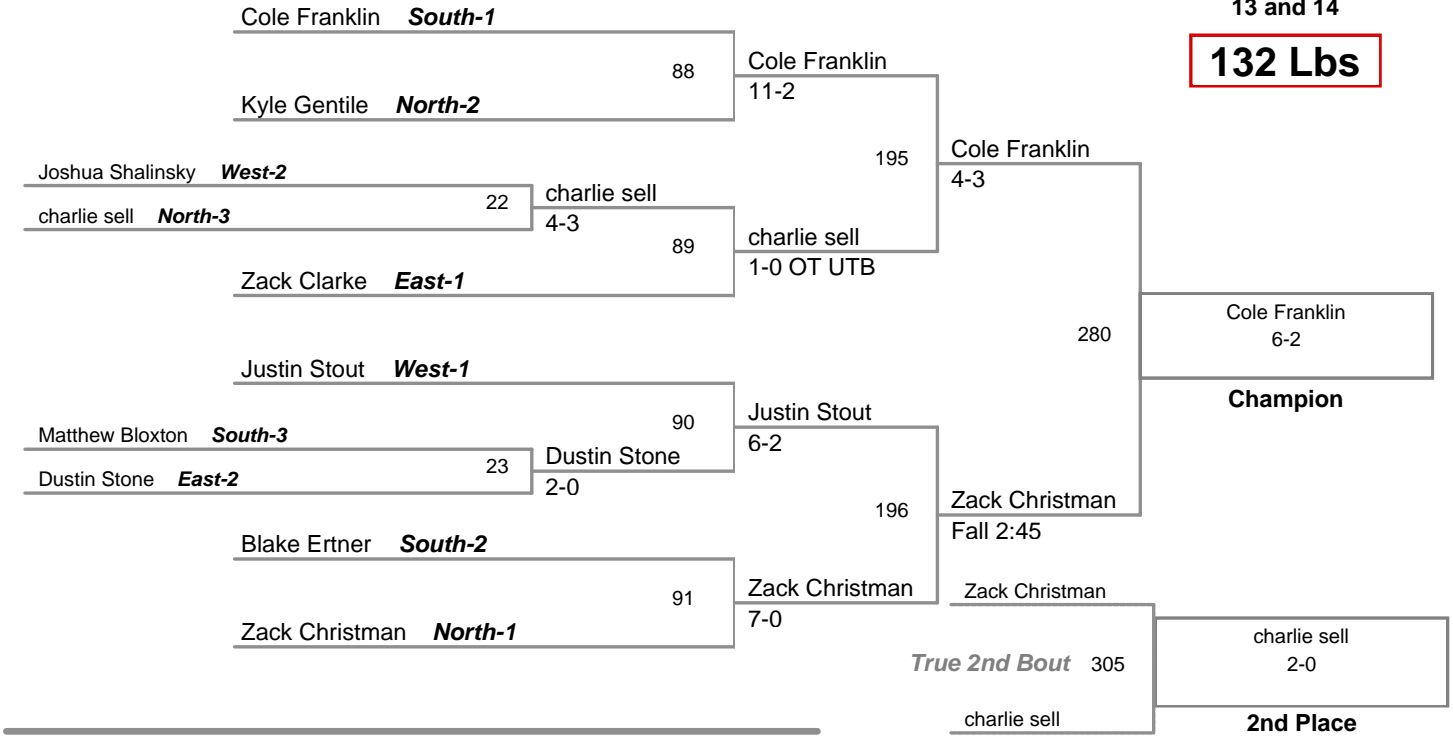 13 and 14
132 Lbs
Cole Franklin South-1
88
Kyle Gentile North-2
Cole Franklin
11-2
Joshua Shalinsky West-2
22
charlie sell North-3
charlie sell
4-3
89
Zack Clarke East-1
charlie sell
1-0 OT UTB
195
Cole Franklin
4-3
Justin Stout West-1
90
Matthew Bloxton South-3
23
Dustin Stone East-2
Dustin Stone
2-0
Justin Stout
6-2
Blake Ertner South-2
91
Zack Christman North-1
Zack Christman
7-0
196
Zack Christman
Fall 2:45
280
Cole Franklin
6-2
Champion
Zack Christman
True 2nd Bout 305
charlie sell
charlie sell
2-0
2nd Place